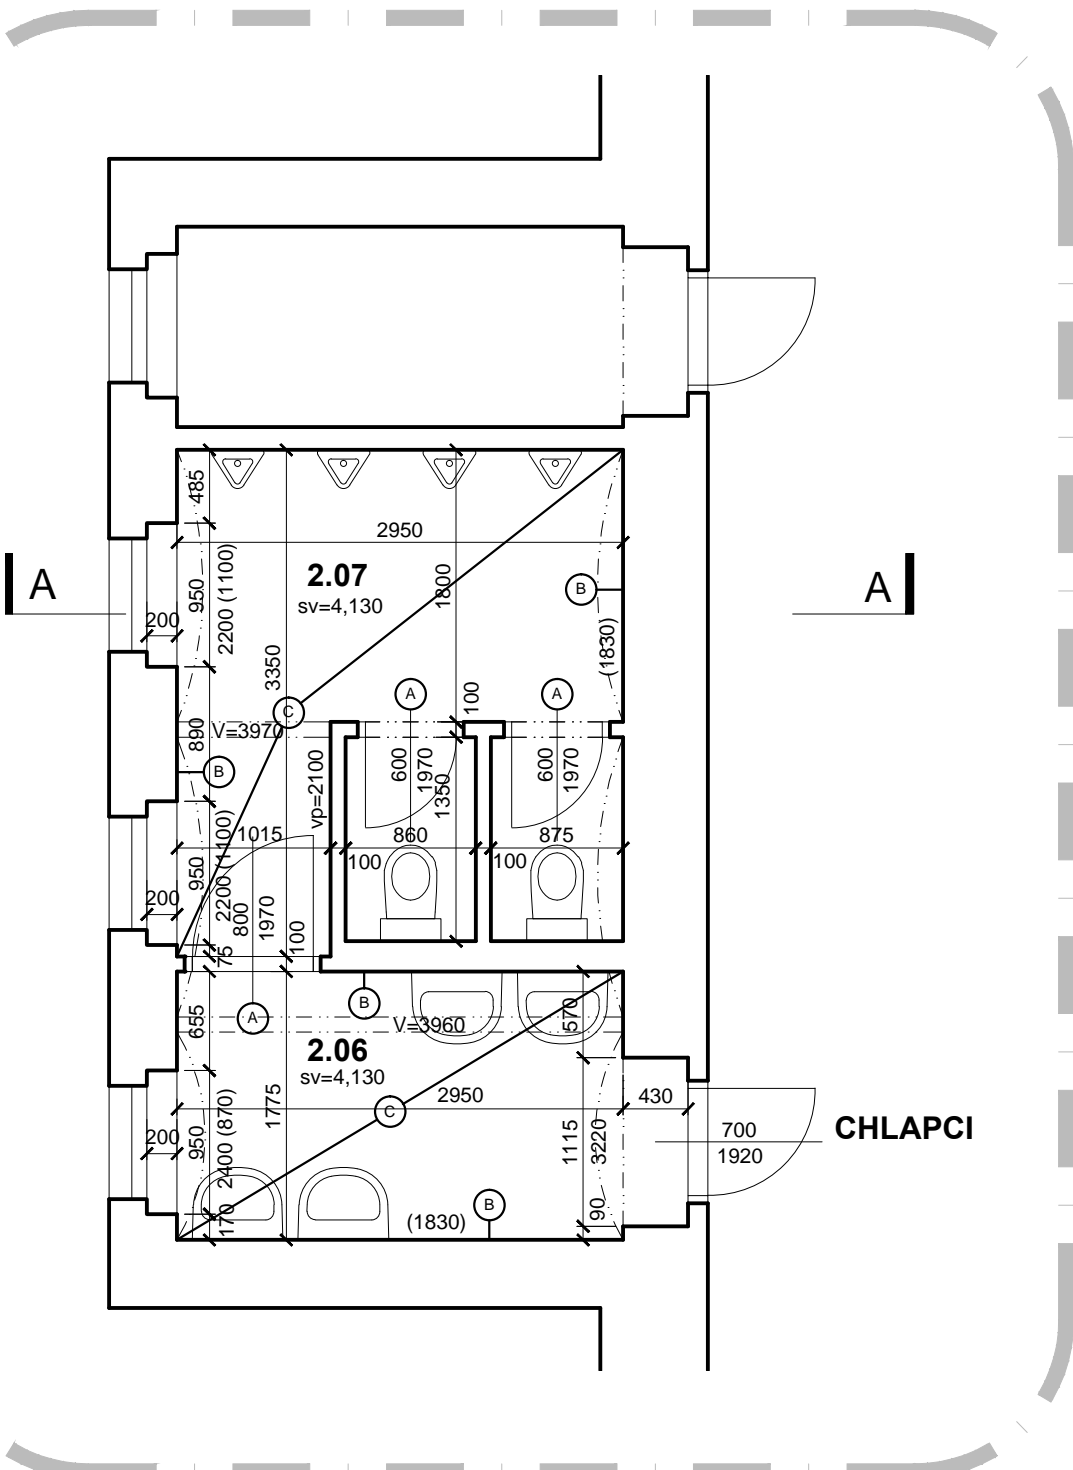 485
2950
A
950
2200 (1100)
2.07
sv=4,130
1800
B
A
200
(1830)
3350
A
100
A
C
890
V=3970
B
vp=2100
600
1970
1350
600
1970
2200 (1100)
1015
860
875
100
100
950
200
800
1970
100
75
655
B
A
V=3960
570
2.06
sv=4,130
2950
430
C
1775
CHLAPCI
700
1920
200
950
2400 (870)
1115
3220
170
(1830)
B
90